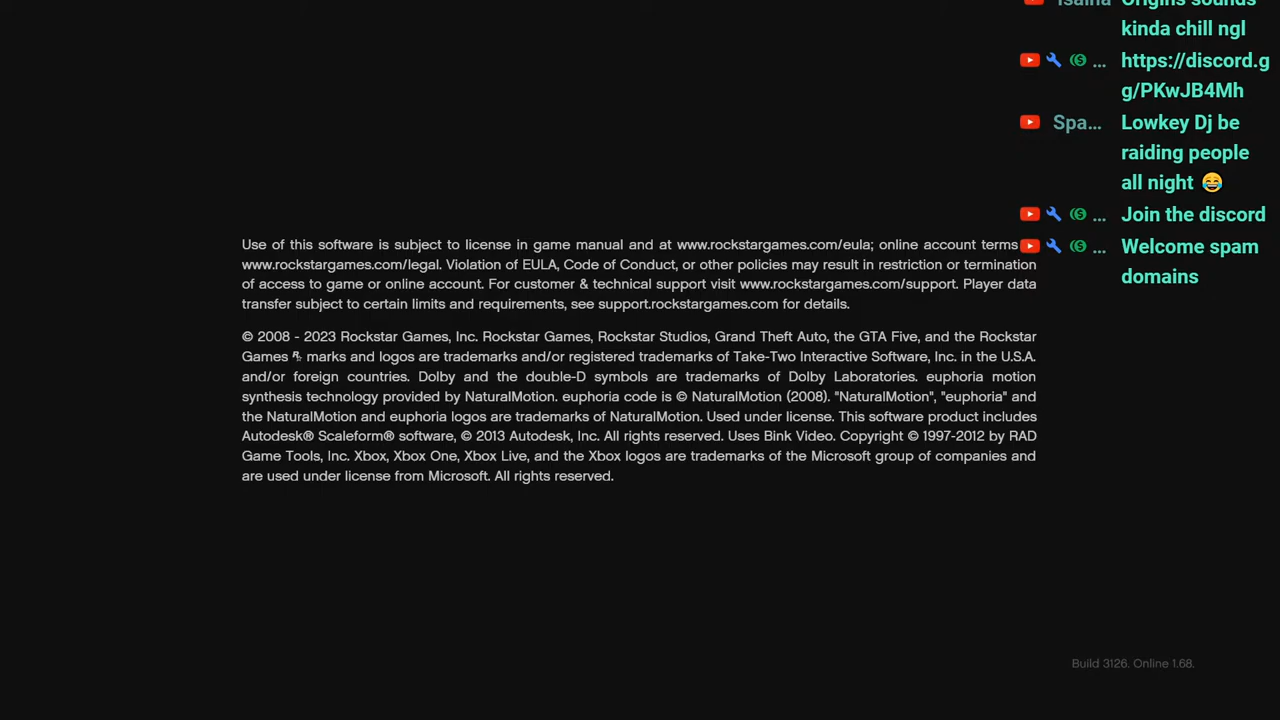 Origins sounds
kinda chill ngl
... https://discord.g
g/PKwJB4Mh
Spa... Lowkey Dj be
raiding people
all night 😂
... Join the discord
... Welcome spam
domains
Use of this software is subject to license in game manual and at www.rockstargames.com/eula; online account terms
www.rockstargames.com/legal. Violation of EULA, Code of Conduct, or other policies may result in restriction or termination
of access to game or online account. For customer & technical support visit www.rockstargames.com/support. Player data
transfer subject to certain limits and requirements, see support.rockstargames.com for details.
© 2008 - 2023 Rockstar Games, Inc. Rockstar Games, Rockstar Studios, Grand Theft Auto, the GTA Five, and the Rockstar
Games R* marks and logos are trademarks and/or registered trademarks of Take-Two Interactive Software, Inc. in the U.S.A.
and/or foreign countries. Dolby and the double-D symbols are trademarks of Dolby Laboratories. euphoria motion
synthesis technology provided by NaturalMotion. euphoria code is © NaturalMotion (2008). "NaturalMotion", "euphoria" and
the NaturalMotion and euphoria logos are trademarks of NaturalMotion. Used under license. This software product includes
Autodesk® Scaleform® software, © 2013 Autodesk, Inc. All rights reserved. Uses Bink Video. Copyright © 1997-2012 by RAD
Game Tools, Inc. Xbox, Xbox One, Xbox Live, and the Xbox logos are trademarks of the Microsoft group of companies and
are used under license from Microsoft. All rights reserved.
Build 3126. Online 1.68.